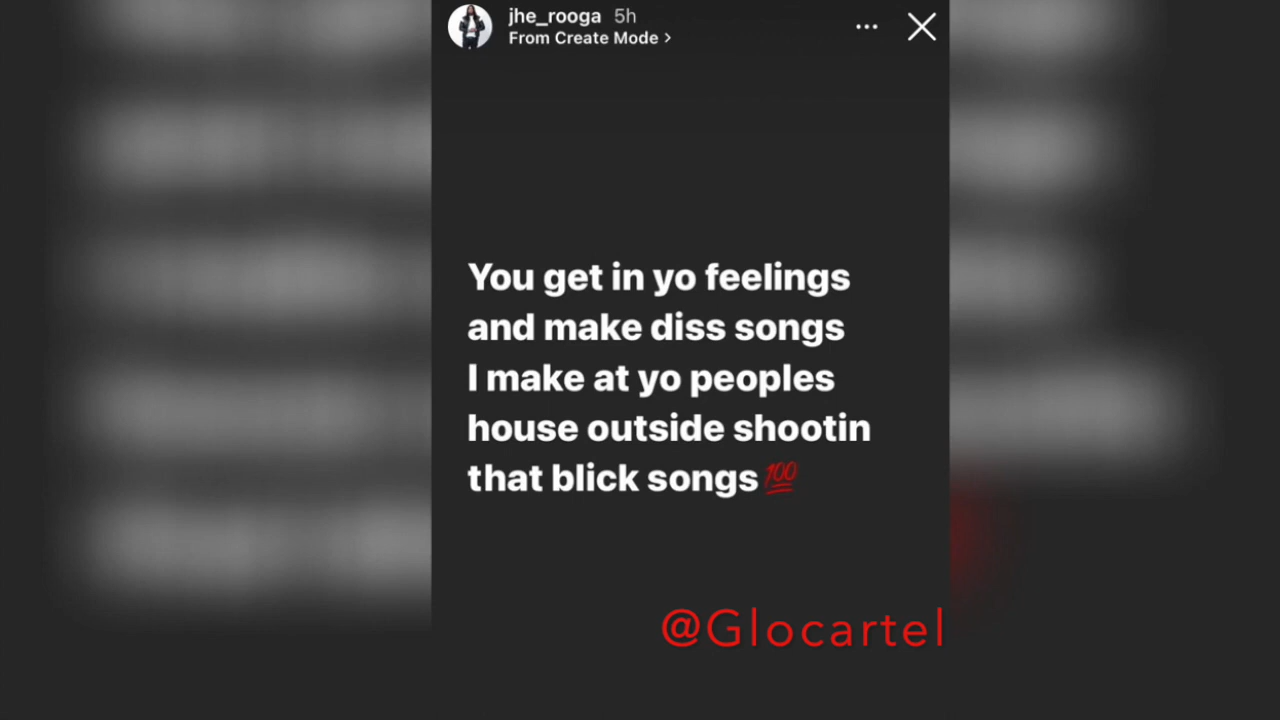 jhe_rooga 5h
From Create Mode >
You get in yo feelings
and make diss songs
I make at yo peoples
house outside shootin
that blick songs💯
@Glocartel